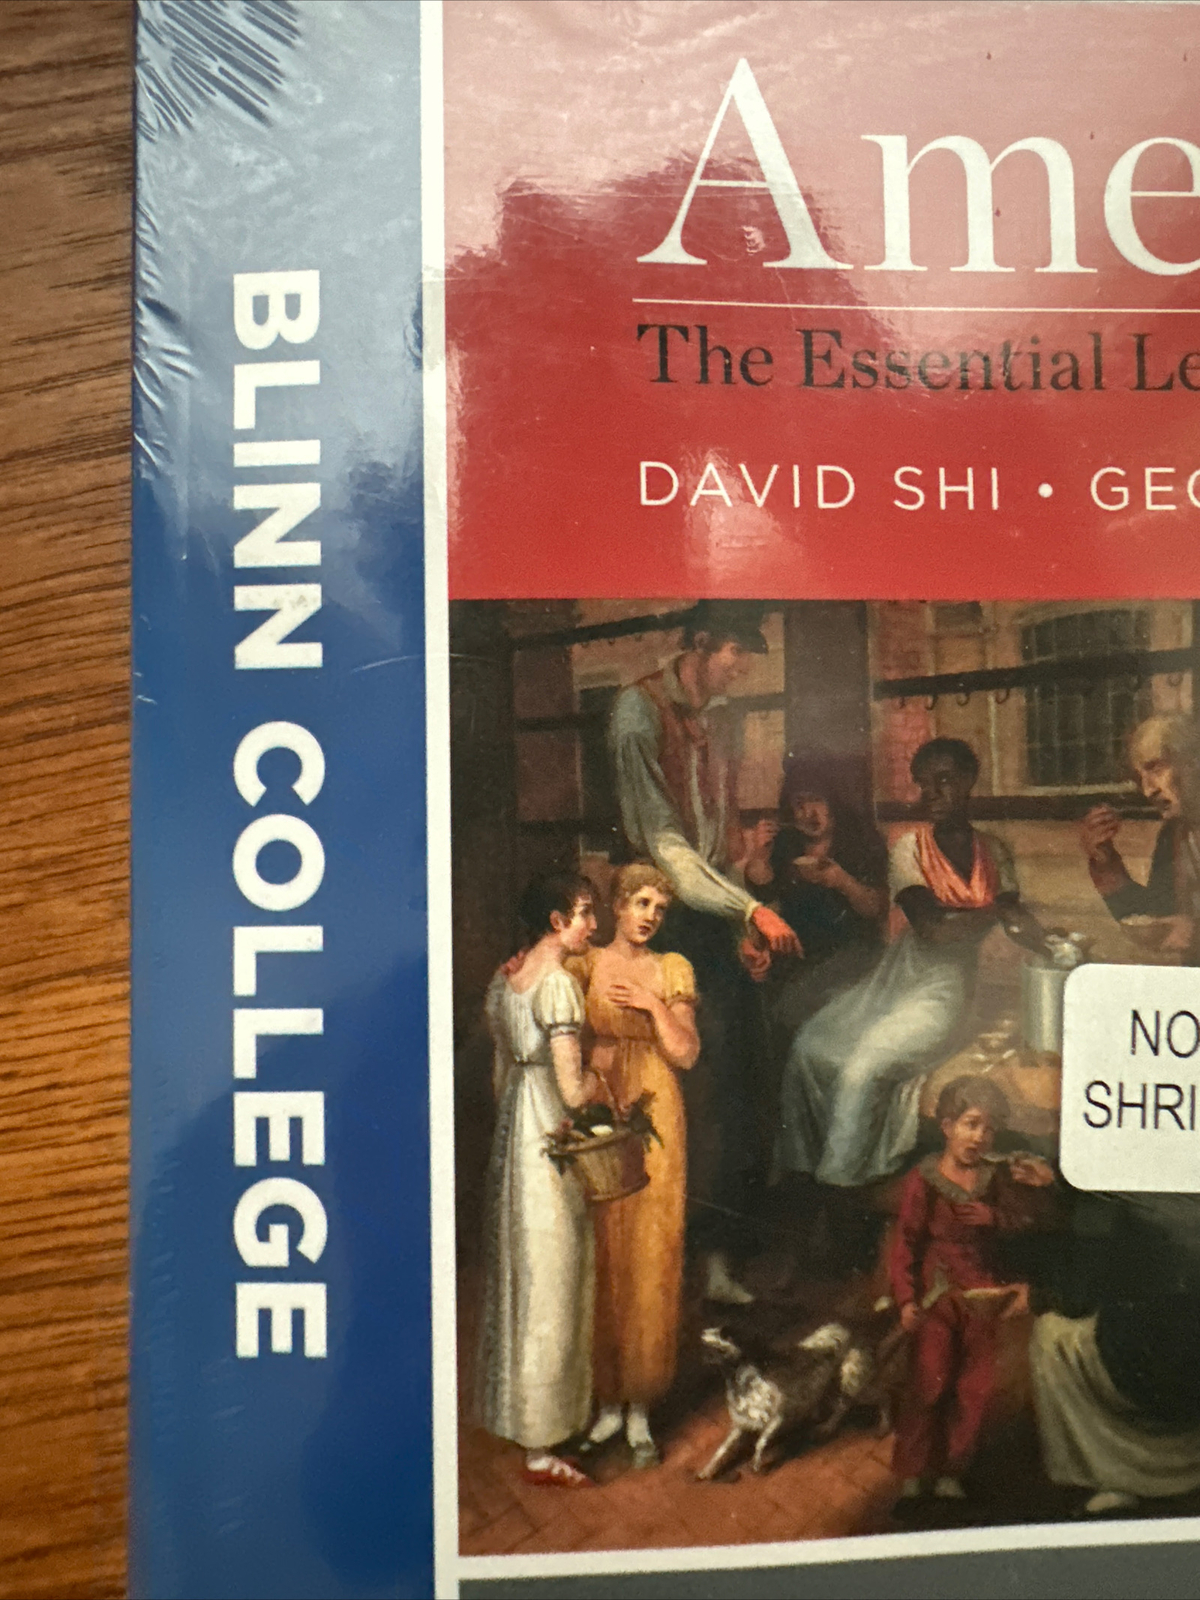 BLINN COLLEGE
Ame
The Essential Le
DAVID SHI • GEO
NO
SHRI